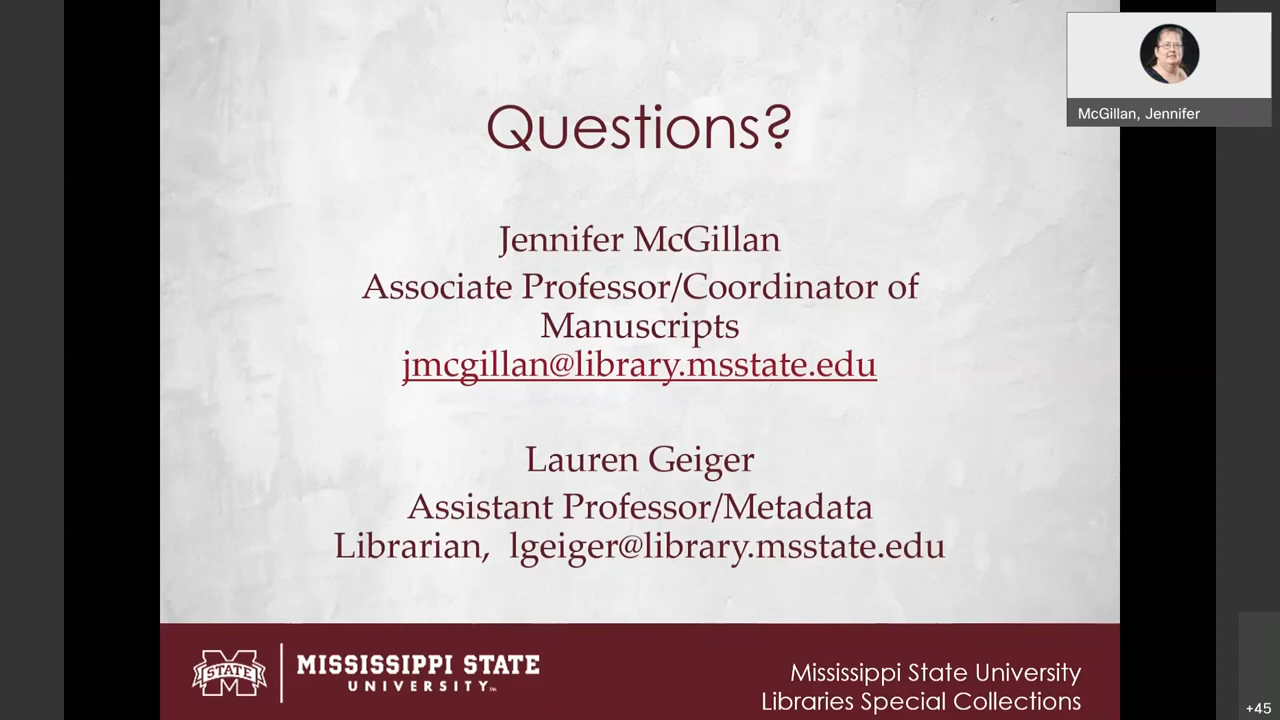 Questions?
McGillan, Jennifer
Jennifer McGillan
Associate Professor/Coordinator of
Manuscripts
jmcgillan@library.msstate.edu
Lauren Geiger
Assistant Professor/Metadata
Librarian, lgeiger@library.msstate.edu
STATE
MISSISSIPPI STATE
UNIVERSITY™
Mississippi State University
Libraries Special Collections
+45